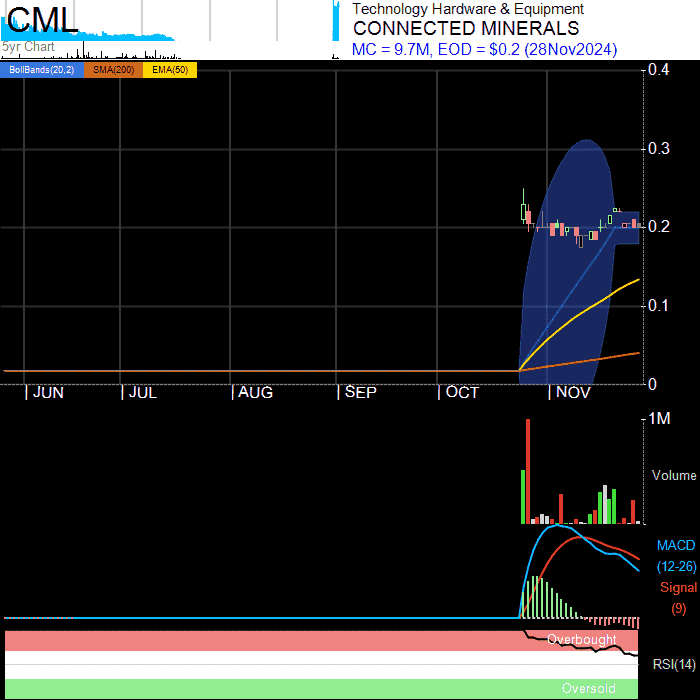 CML
5yr Chart
Technology Hardware & Equipment
CONNECTED MINERALS
MC = 9.7M, EOD = $0.2 (28Nov2024)
BollBands(20,2) SMA(200) EMA(50)
0.4
0.3
0.2
0.1
0
JUN JUL AUG SEP OCT NOV
1M
Volume
MACD
(12-26)
Signal
(9)
Overbought
RSI(14)
Oversold